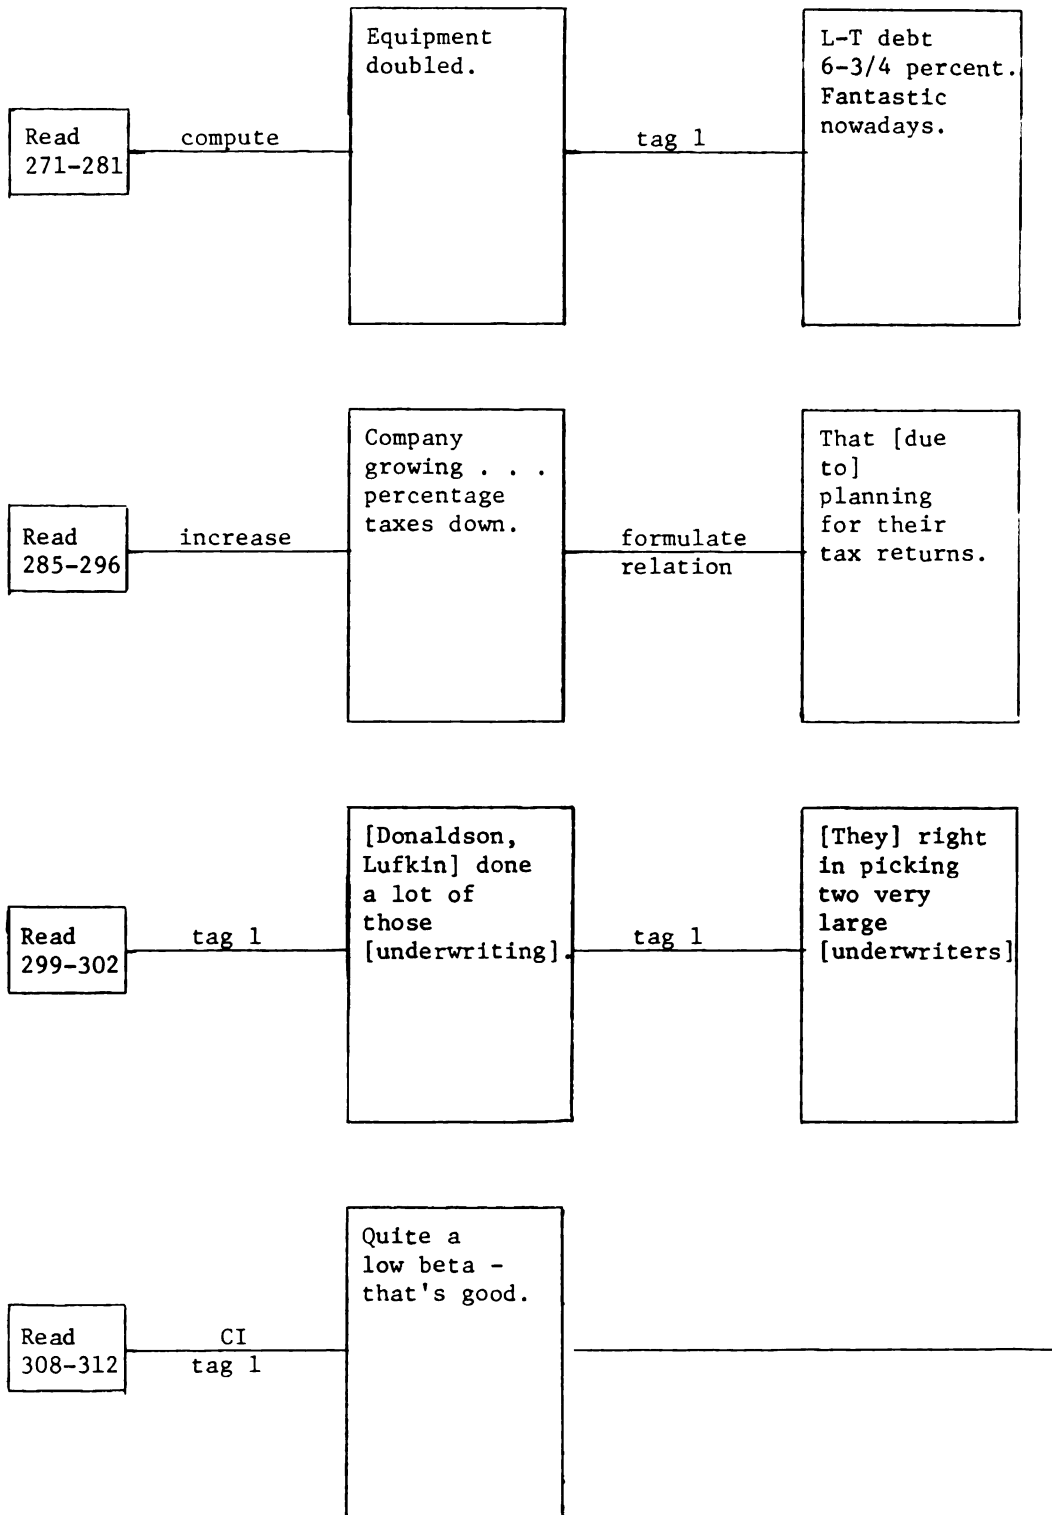 Read
271-281
compute
Equipment
doubled.
tag 1
L-T debt
6-3/4 percent.
Fantastic
nowadays.
Read
285-296
increase
Company
growing . . .
percentage
taxes down.
formulate
relation
That [due
to]
planning
for their
tax returns.
Read
299-302
tag 1
[Donaldson,
Lufkin] done
a lot of
those
[underwriting].
tag 1
[They] right
in picking
two very
large
[underwriters]
Read
308-312
CI
tag 1
Quite a
low beta -
that's good.